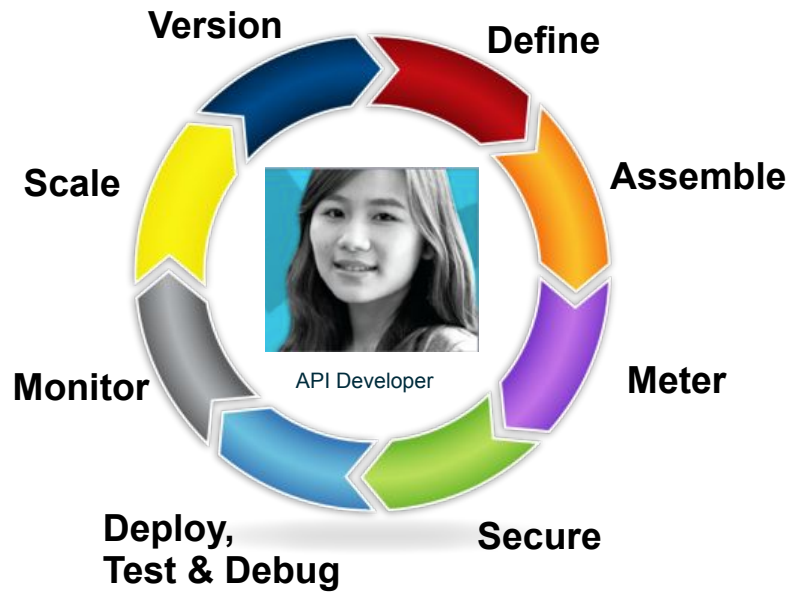 Version
Define
Scale
Assemble
Monitor
API Developer
Meter
Deploy,
Test & Debug
Secure